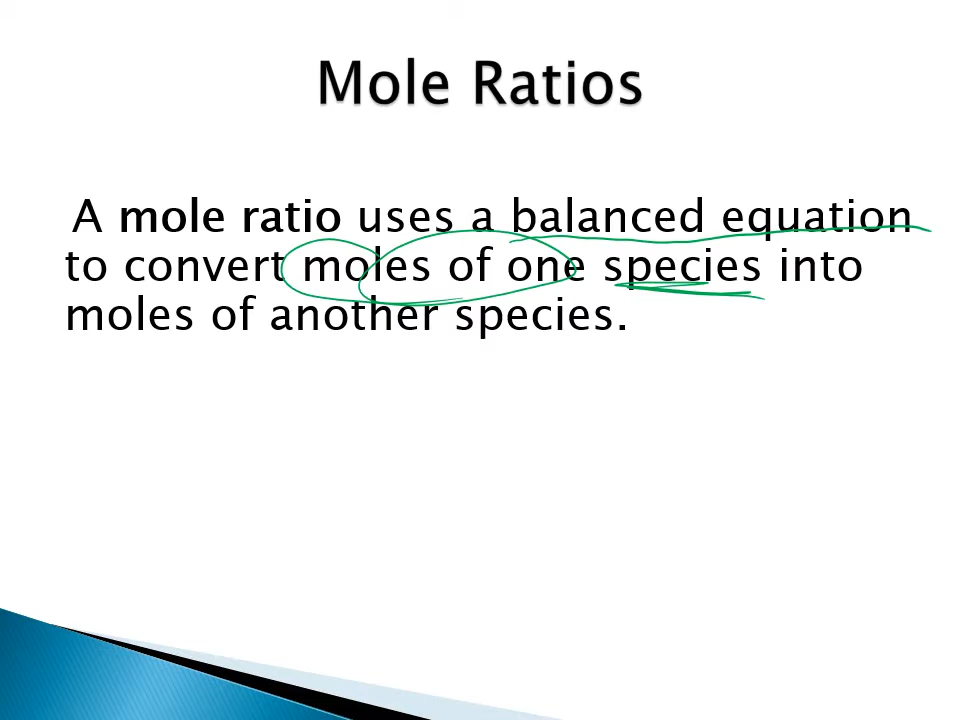 Mole Ratios
A mole ratio uses a balanced equation
to convert moles of one species into
moles of another species.